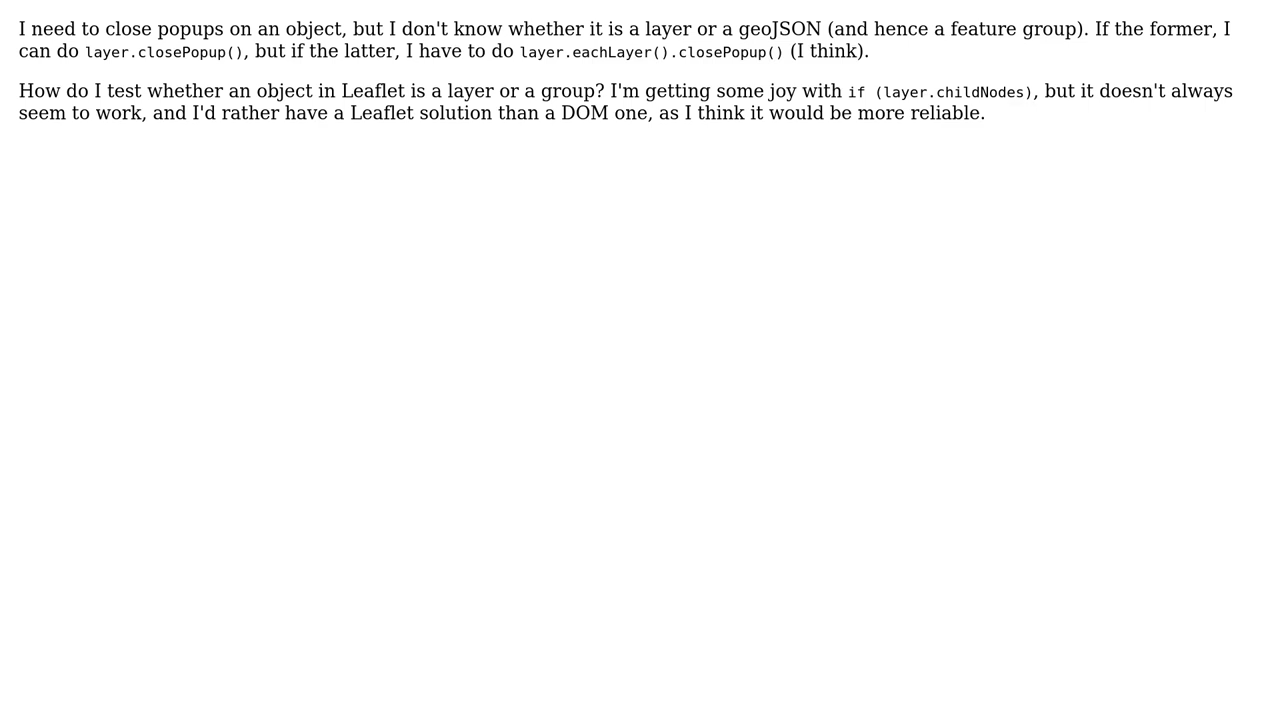 I need to close popups on an object, but I don't know whether it is a layer or a geoJSON (and hence a feature group). If the former, I
can do layer.closePopup(), but if the latter, I have to do layer.eachLayer().closePopup() (I think).
How do I test whether an object in Leaflet is a layer or a group? I'm getting some joy with if (layer.childNodes), but it doesn't always
seem to work, and I'd rather have a Leaflet solution than a DOM one, as I think it would be more reliable.